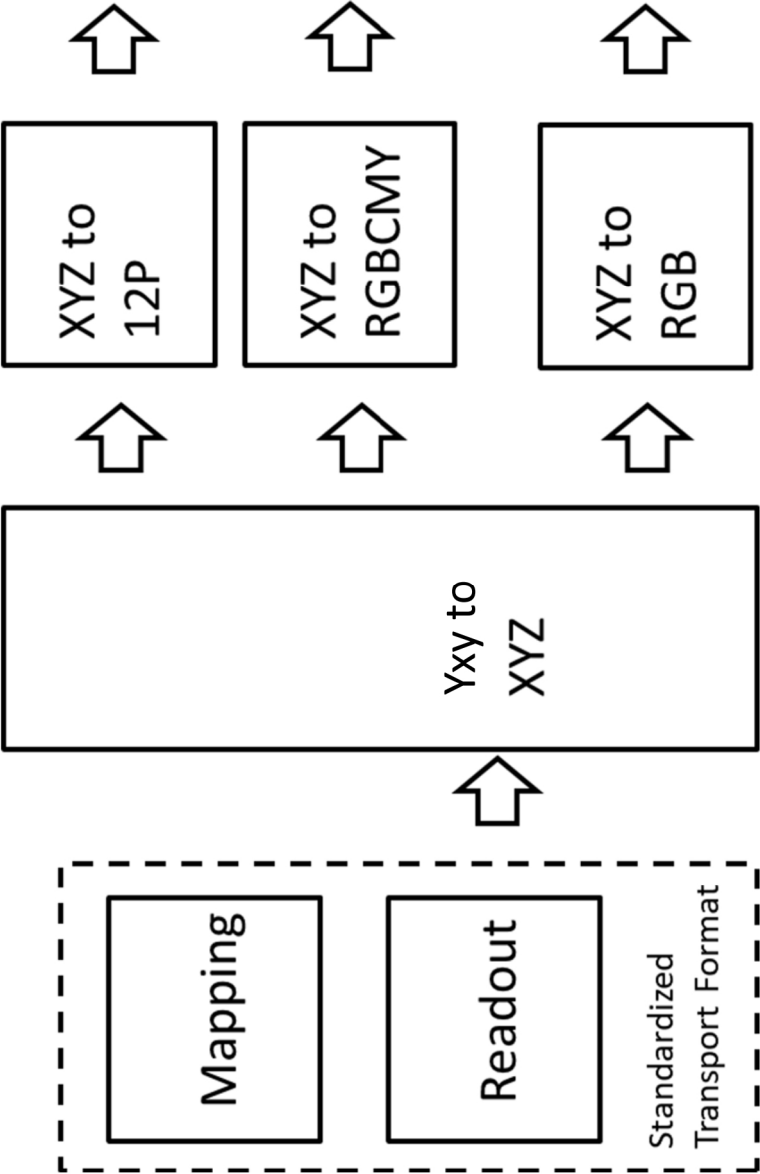 Mapping
Readout
Standardized
Transport Format
Yxy to
XYZ
XYZ to
12P
XYZ to
RGBCMY
XYZ to
RGB